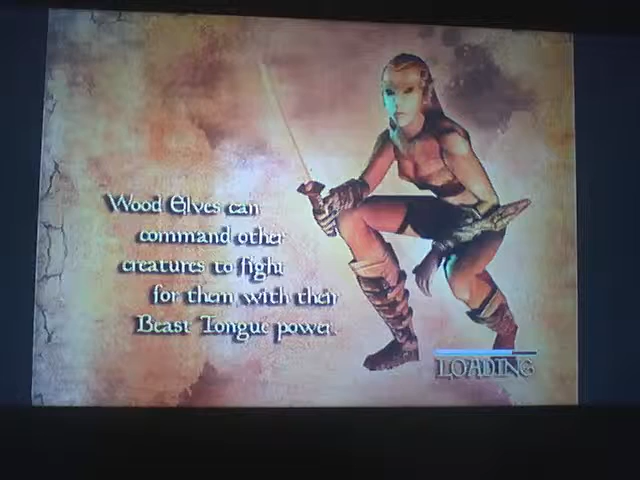 Wood Elves can
command other
creatures to fight
for them with their
Beast Tongue power.
LOADING